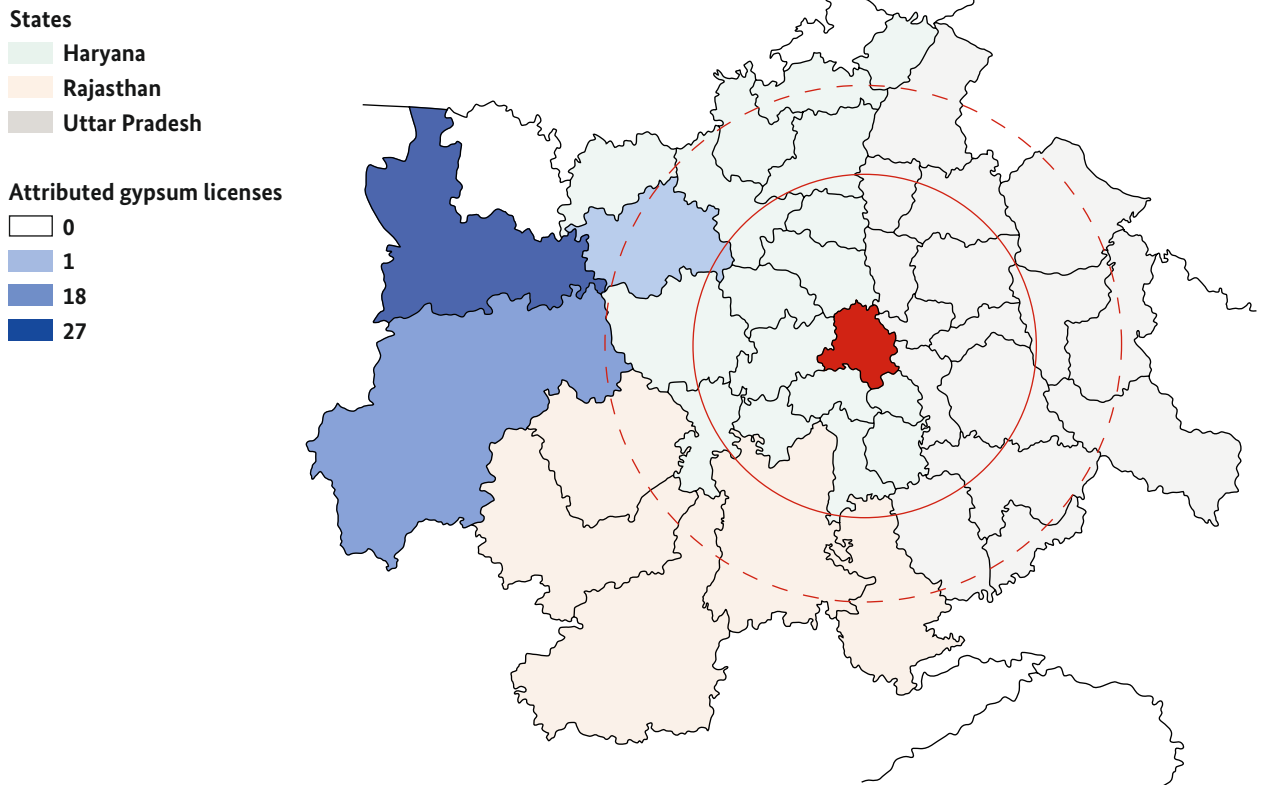 States
Haryana
Rajasthan
Uttar Pradesh
Attributed gypsum licenses
0
1
18
27